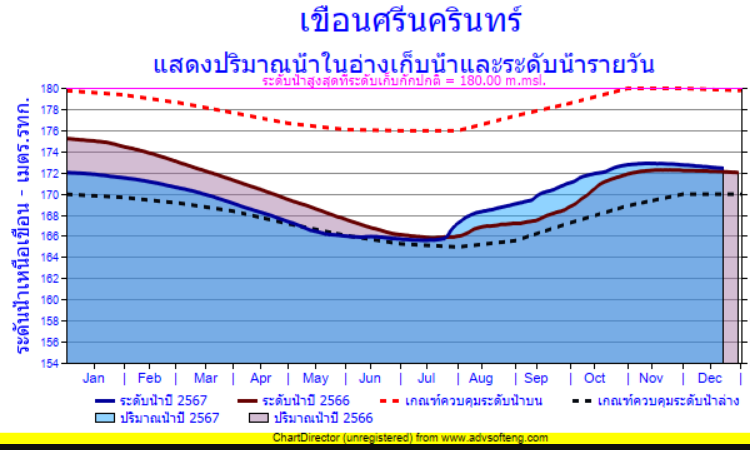 เขื่อนศรีนครินทร์
แสดงปริมาณน้ำในอ่างเก็บน้ำและระดับน้ำรายวัน
ระดับน้ำสูงสุดที่ระดับเก็บกักปกติ = 180.00 m.msl.
ระดับน้ำเหนือเขื่อน - เมตร.รทก.
180
178
176
174
172
170
168
166
164
162
160
158
156
154
Jan | Feb | Mar | Apr | May | Jun | Jul | Aug | Sep | Oct | Nov | Dec |
ระดับน้ำปี 2567 ระดับน้ำปี 2566 เกณฑ์ควบคุมระดับน้ำบน เกณฑ์ควบคุมระดับน้ำล่าง
ปริมาณน้ำปี 2567 ปริมาณน้ำปี 2566
ChartDirector (unregistered) from www.advsofteng.com